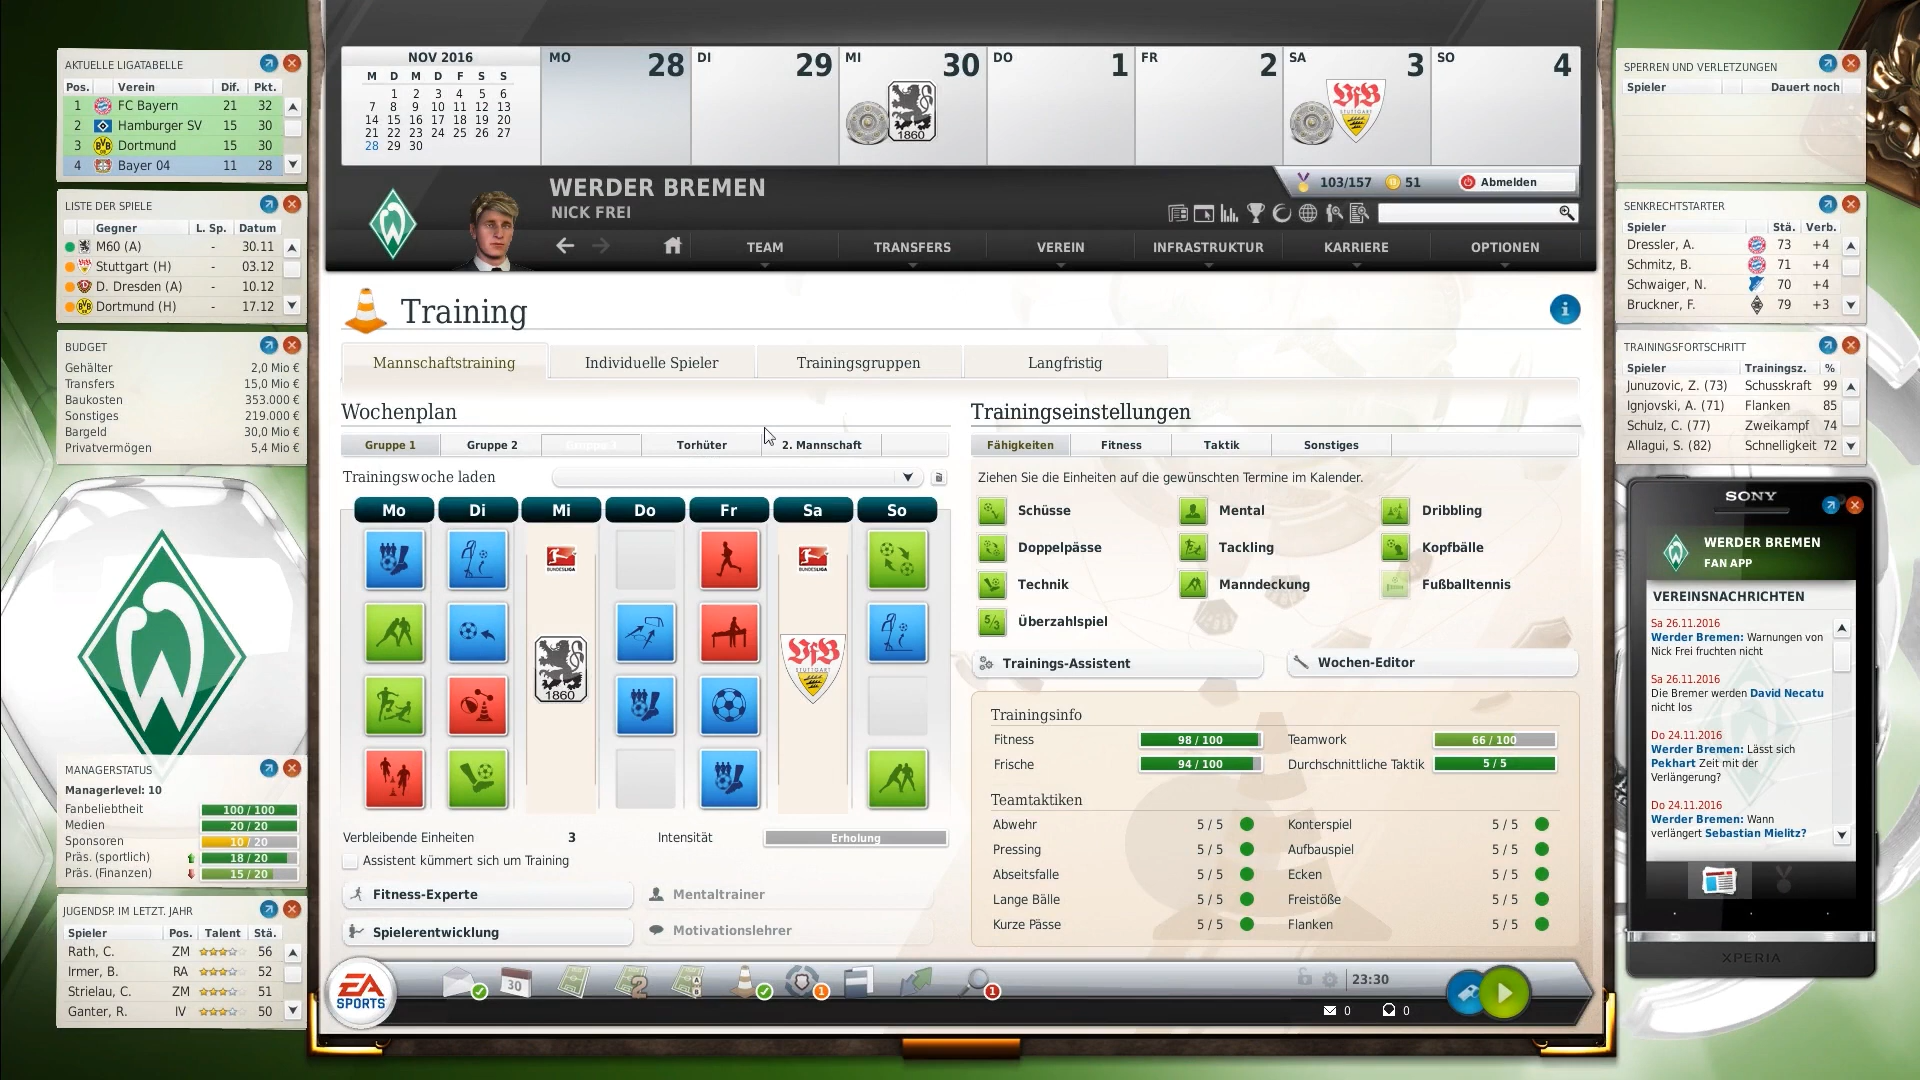 AKTUELLE LIGATABELLE
Pos. Verein Dif. Pkt.
1 FC Bayern 21 32
2 Hamburger SV 15 30
3 Dortmund 15 30
4 Bayer 04 11 28
LISTE DER SPIELE
Gegner L. Sp. Datum
M60 (A) - 30.11
Stuttgart (H) - 03.12
D. Dresden (A) - 10.12
Dortmund (H) - 17.12
BUDGET
Gehälter 2,0 Mio €
Transfers 15,0 Mio €
Baukosten 353.000 €
Sonstiges 219.000 €
Bargeld 30,0 Mio €
Privatvermögen 5,4 Mio €
MANAGERSTATUS
Managerlevel: 10
Fanbeliebtheit 100 / 100
Medien 20 / 20
Sponsoren 10 / 20
Präs. (sportlich) 18 / 20
Präs. (Finanzen) 15 / 20
JUGENDSP. IM LETZT. JAHR
Spieler Pos. Talent Stä.
Rath, C. ZM 56
Irmer, B. RA 52
Strielau, C. ZM 51
Ganter, R. IV 50
NOV 2016
M D M D F S S
1 2 3 4 5 6
7 8 9 10 11 12 13
14 15 16 17 18 19 20
21 22 23 24 25 26 27
28 29 30
MO 28 DI 29 MI 30 DO 1 FR 2 SA 3 SO 4
1860
VfB
STUTTGART
WERDER BREMEN
NICK FREI
103/157 51 Abmelden
TEAM TRANSFERS VEREIN INFRASTRUKTUR KARRIERE OPTIONEN
Training
Mannschaftstraining Individuelle Spieler Trainingsgruppen Langfristig
Wochenplan
Gruppe 1 Gruppe 2 Gruppe 3 Torhüter 2. Mannschaft
Trainingswoche laden
Mo Di Mi Do Fr Sa So
BUNDESLIGA BUNDESLIGA
1860
VfB
STUTTGART
Verbleibende Einheiten 3 Intensität Erholung
Assistent kümmert sich um Training
Fitness-Experte Mentaltrainer
Spielerentwicklung Motivationslehrer
Trainingseinstellungen
Fähigkeiten Fitness Taktik Sonstiges
Ziehen Sie die Einheiten auf die gewünschten Termine im Kalender.
Schüsse Mental Dribbling
Doppelpässe Tackling Kopfbälle
Technik Manndeckung Fußballtennis
5/3 Überzahlspiel
Trainings-Assistent Wochen-Editor
Trainingsinfo
Fitness 98 / 100 Teamwork 66 / 100
Frische 94 / 100 Durchschnittliche Taktik 5 / 5
Teamtaktiken
Abwehr 5 / 5 Konterspiel 5 / 5
Pressing 5 / 5 Aufbauspiel 5 / 5
Abseitsfalle 5 / 5 Ecken 5 / 5
Lange Bälle 5 / 5 Freistöße 5 / 5
Kurze Pässe 5 / 5 Flanken 5 / 5
EA
SPORTS
30 2 1 1 23:30
0 0
SPERREN UND VERLETZUNGEN
Spieler Dauert noch
SENKRECHTSTARTER
Spieler Stä. Verb.
Dressler, A. 73 +4
Schmitz, B. 71 +4
Schwaiger, N. 70 +4
Bruckner, F. 79 +3
TRAININGSFORTSCHRITT
Spieler Trainingsz. %
Junuzovic, Z. (73) Schusskraft 99
Ignjovski, A. (71) Flanken 85
Schulz, C. (77) Zweikampf 74
Allagui, S. (82) Schnelligkeit 72
SONY
WERDER BREMEN
FAN APP
VEREINSNACHRICHTEN
Sa 26.11.2016
Werder Bremen: Warnungen von
Nick Frei fruchten nicht
Sa 26.11.2016
Die Bremer werden David Necatu
nicht los
Do 24.11.2016
Werder Bremen: Lässt sich
Pekhart Zeit mit der
Verlängerung?
Do 24.11.2016
Werder Bremen: Wann
verlängert Sebastian Mielitz?
XPERIA